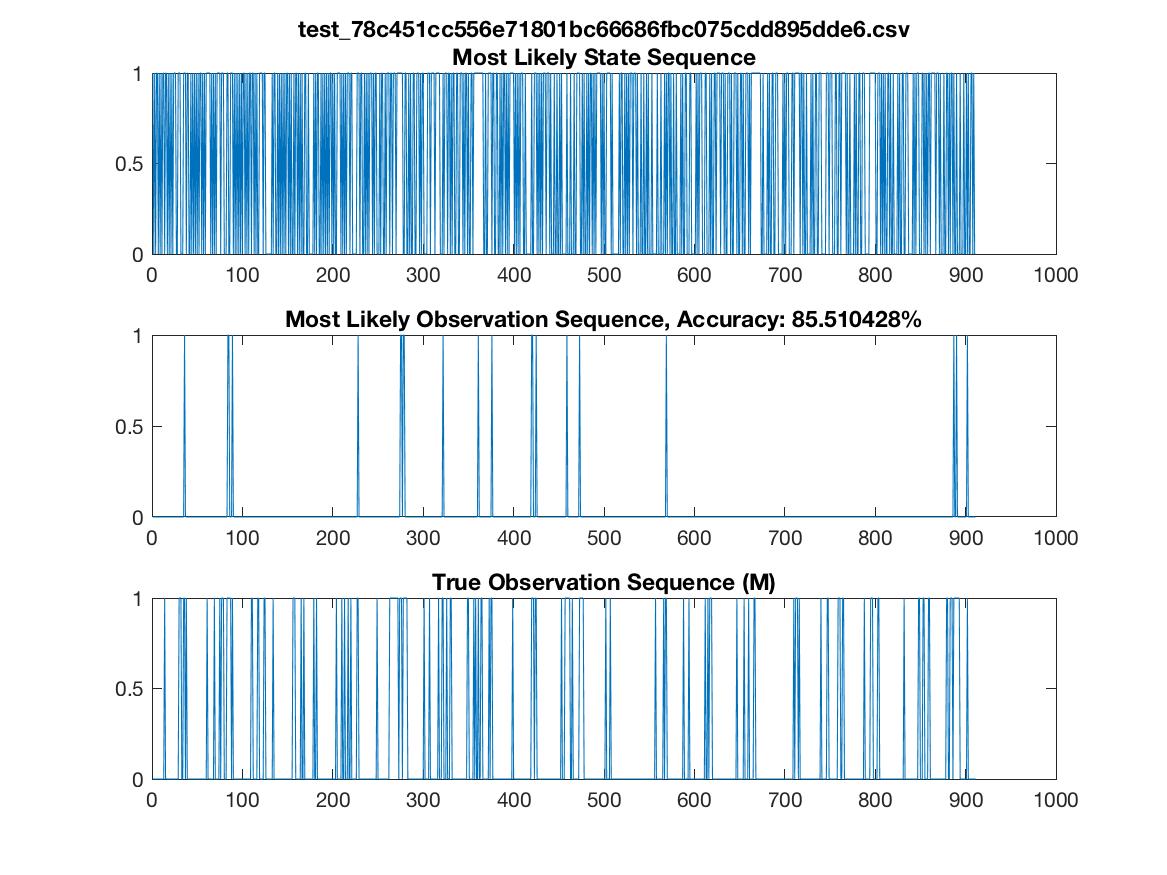 test_78c451cc556e71801bc66686fbc075cdd895dde6.csv
Most Likely State Sequence
1
0.5
0
0 100 200 300 400 500 600 700 800 900 1000
Most Likely Observation Sequence, Accuracy: 85.510428%
1
0.5
0
0 100 200 300 400 500 600 700 800 900 1000
True Observation Sequence (M)
1
0.5
0
0 100 200 300 400 500 600 700 800 900 1000